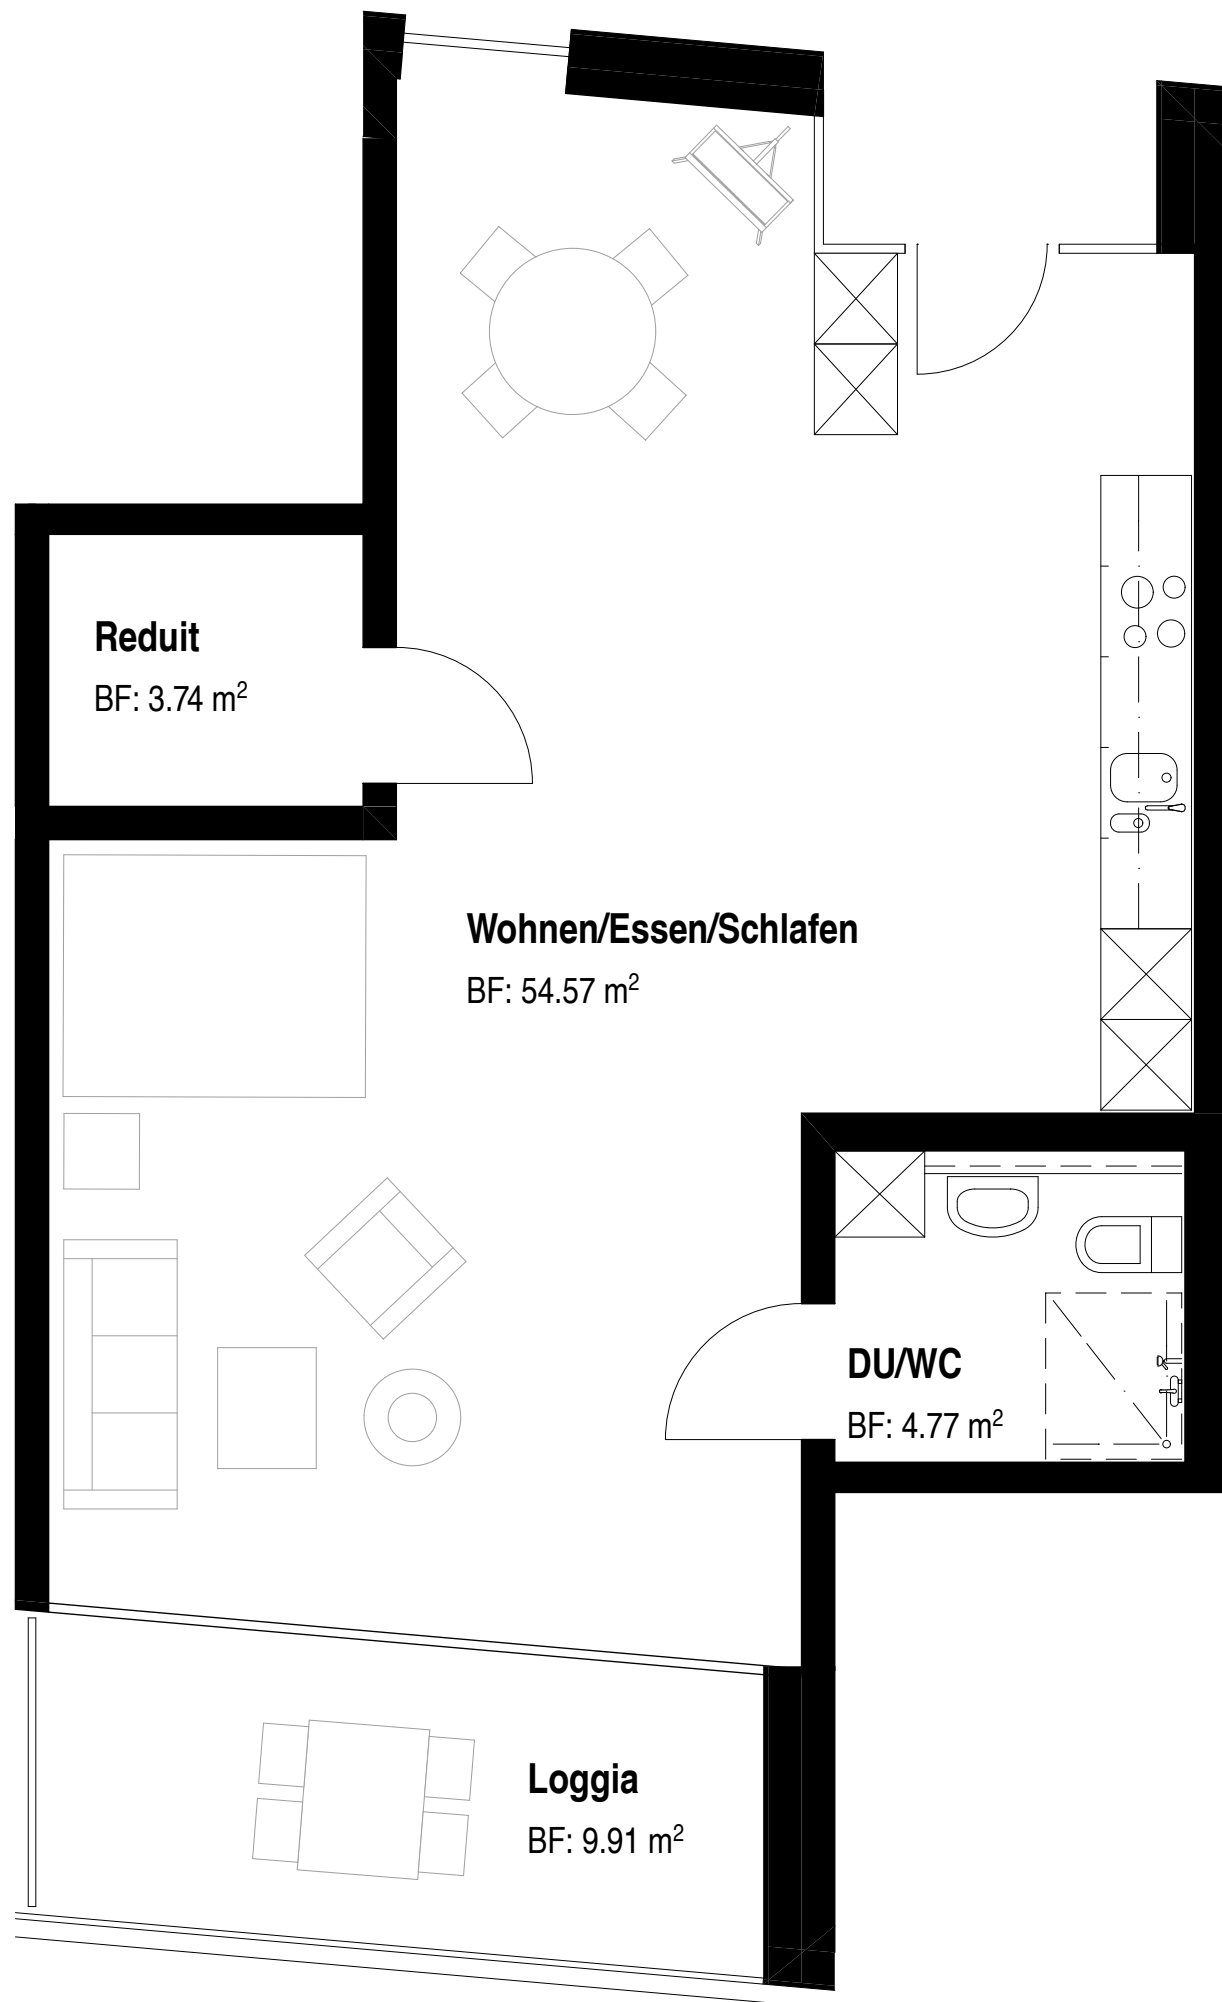 Reduit
BF: 3.74 m²
Wohnen/Essen/Schlafen
BF: 54.57 m²
DU/WC
BF: 4.77 m²
Loggia
BF: 9.91 m²